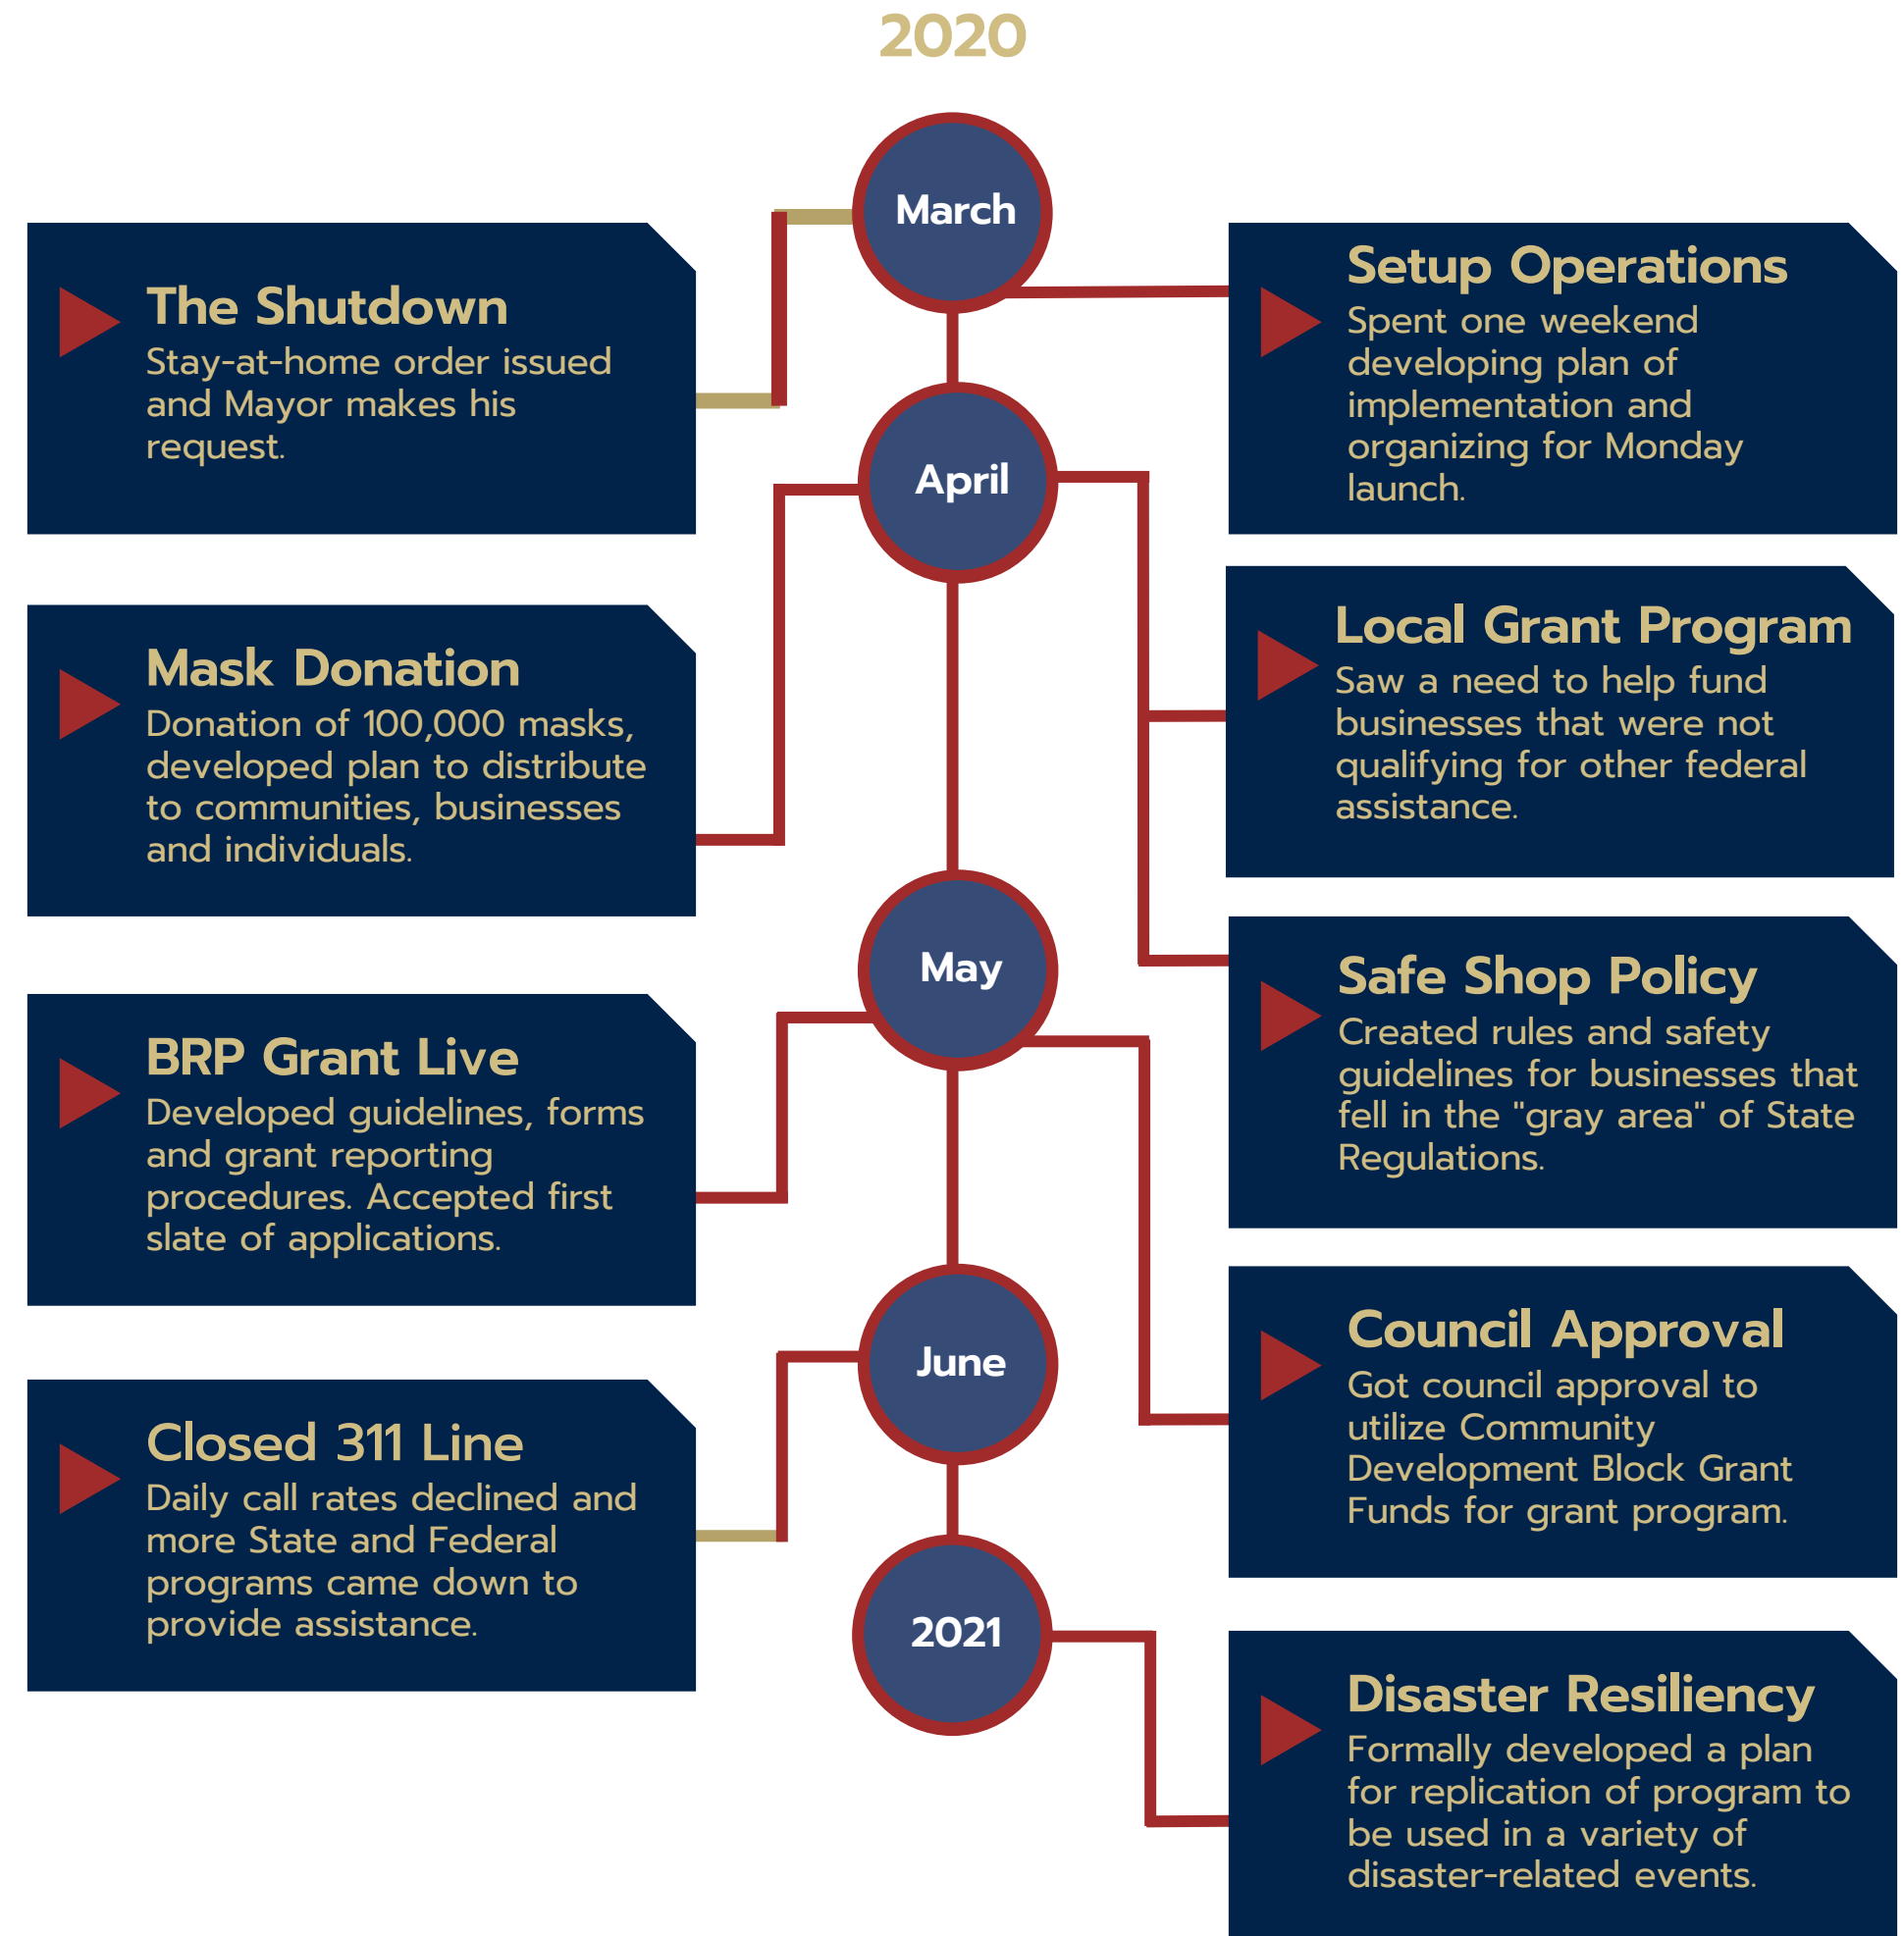 2020
March
The Shutdown
Stay-at-home order issued
and Mayor makes his
request.
Setup Operations
Spent one weekend
developing plan of
implementation and
organizing for Monday
launch.
April
Mask Donation
Donation of 100,000 masks,
developed plan to distribute
to communities, businesses
and individuals.
Local Grant Program
Saw a need to help fund
businesses that were not
qualifying for other federal
assistance.
Safe Shop Policy
Created rules and safety
guidelines for businesses that
fell in the "gray area" of State
Regulations.
May
BRP Grant Live
Developed guidelines, forms
and grant reporting
procedures. Accepted first
slate of applications.
Council Approval
Got council approval to
utilize Community
Development Block Grant
Funds for grant program.
June
Closed 311 Line
Daily call rates declined and
more State and Federal
programs came down to
provide assistance.
2021
Disaster Resiliency
Formally developed a plan
for replication of program to
be used in a variety of
disaster-related events.